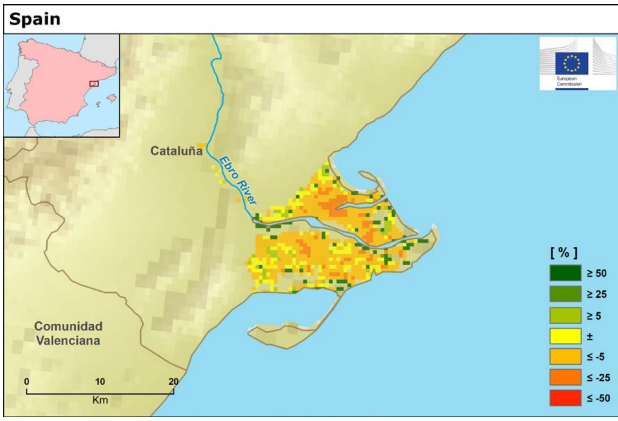 Spain
European
Commission
Cataluña
Ebro River
[ % ]
≥ 50
≥ 25
≥ 5
±
≤ -5
≤ -25
≤ -50
Comunidad
Valenciana
0 10 20
Km